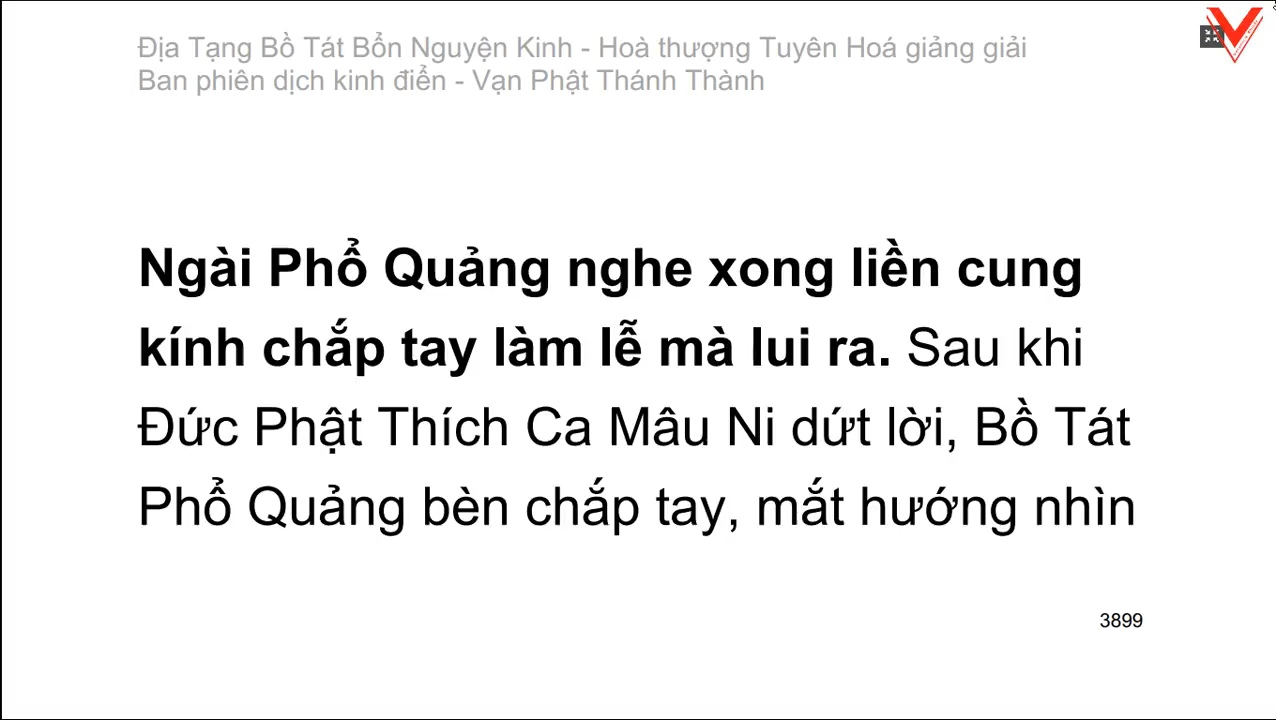 Địa Tạng Bồ Tát Bổn Nguyện Kinh - Hoà thượng Tuyên Hoá giảng giải
Ban phiên dịch kinh điển - Vạn Phật Thánh Thành
Ngài Phổ Quảng nghe xong liền cung
kính chắp tay làm lễ mà lui ra. Sau khi
Đức Phật Thích Ca Mâu Ni dứt lời, Bồ Tát
Phổ Quảng bèn chắp tay, mắt hướng nhìn
3899